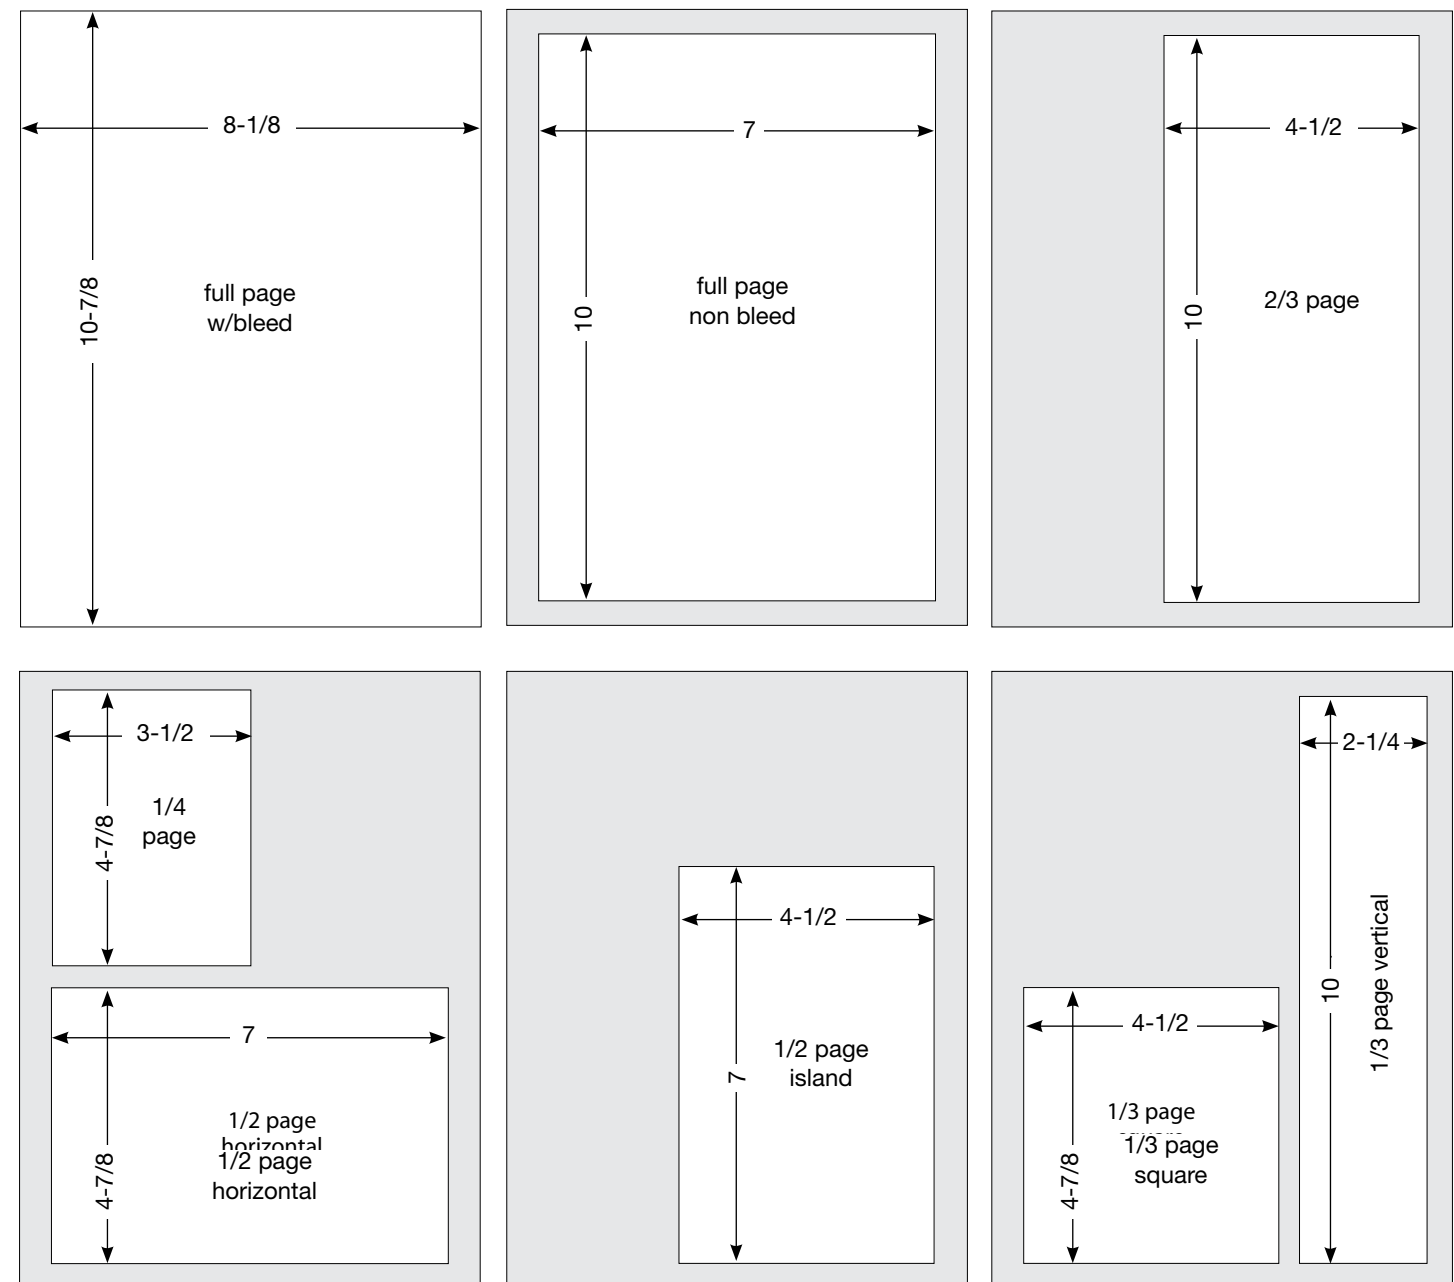 8-1/8
10-7/8
full page
w/bleed
7
10
full page
non bleed
4-1/2
10
2/3 page
3-1/2
4-7/8
1/4
page
7
4-7/8
1/2 page
horizontal
1/2 page
horizontal
4-1/2
7
1/2 page
island
2-1/4
10
1/3 page vertical
4-1/2
4-7/8
1/3 page
1/3 page
square